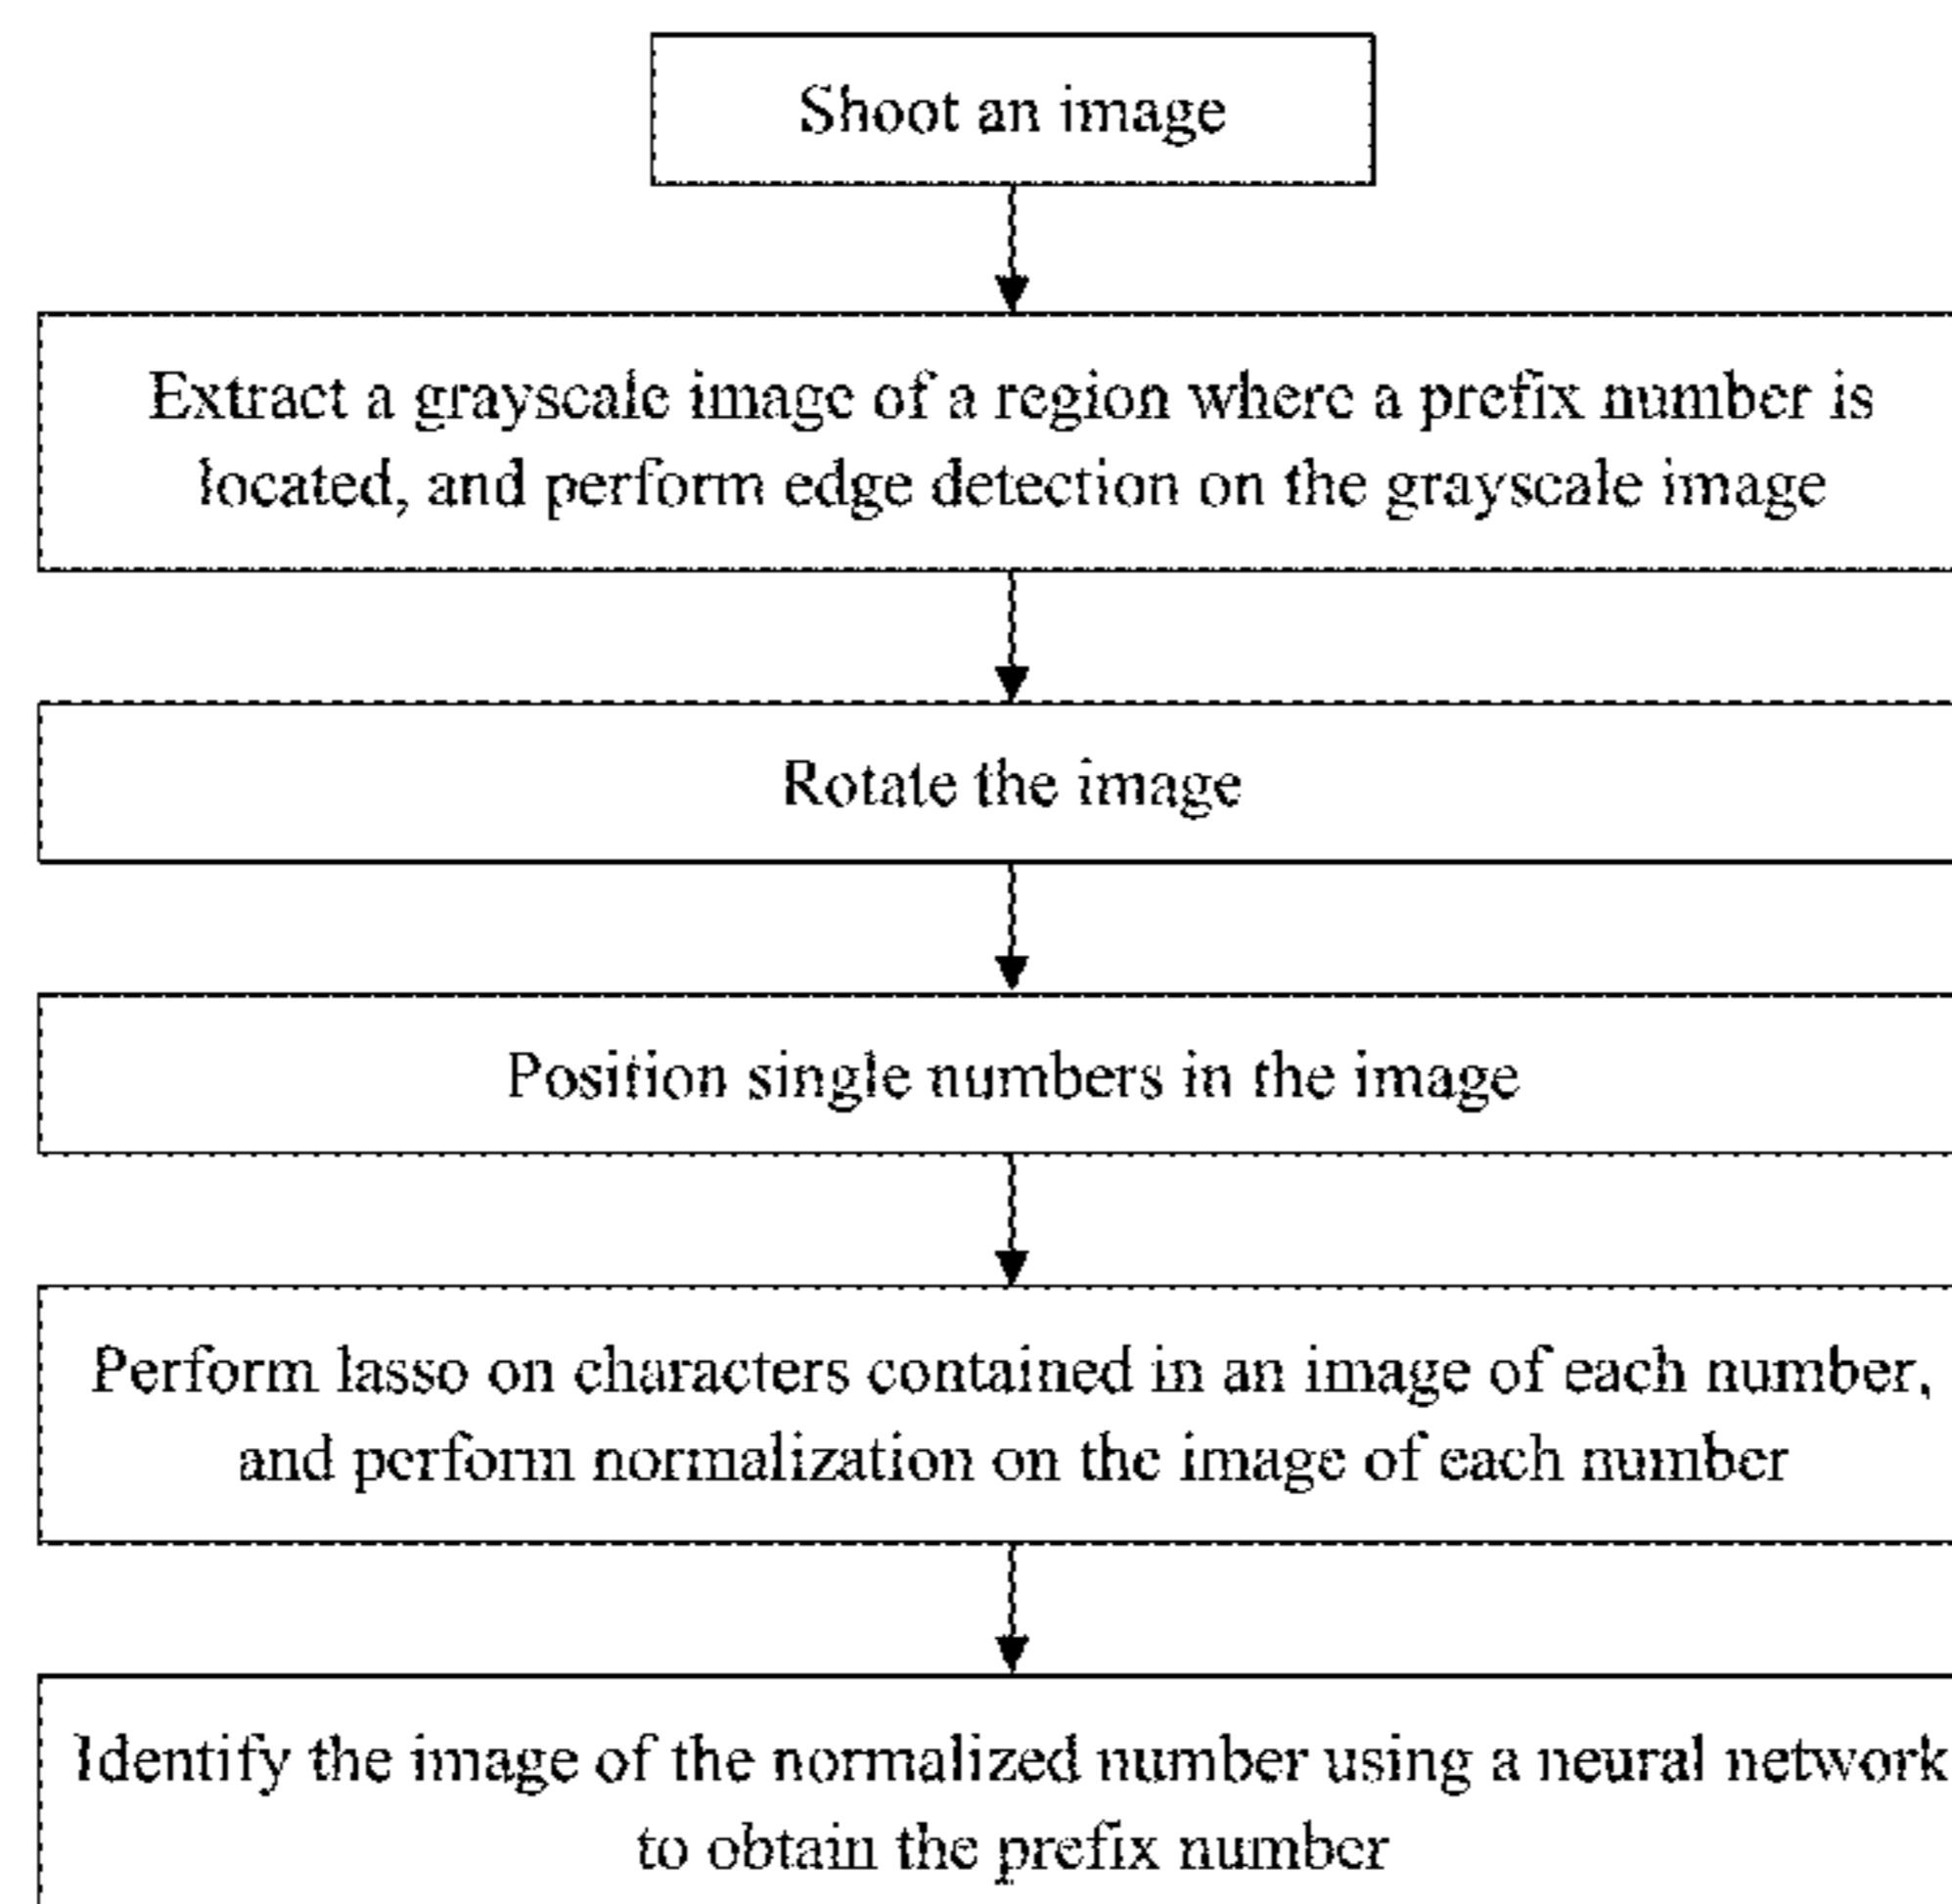 Shoot an image
Extract a grayscale image of a region where a prefix number is
located, and perform edge detection on the grayscale image
Rotate the image
Position single numbers in the image
Perform lasso on characters contained in an image of each number,
and perform normalization on the image of each number
Identify the image of the normalized number using a neural network
to obtain the prefix number